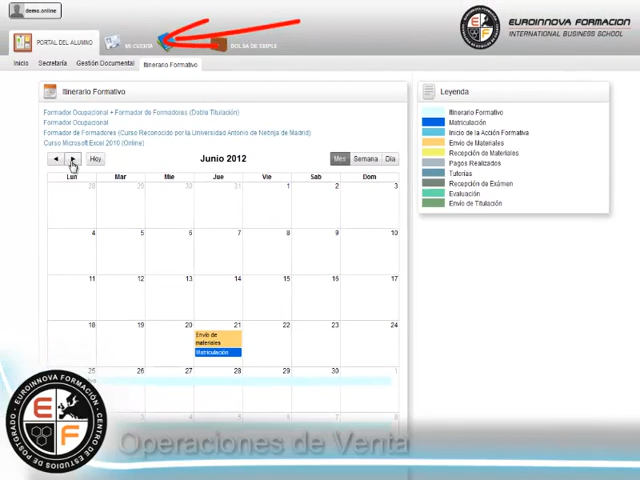 demo.online
EUROINNOVA FORMACION
INTERNATIONAL BUSINESS SCHOOL
PORTAL DEL ALUMNO
MI CUENTA
BOLSA DE EMPLE
Inicio
Secretaría
Gestión Documental
Itinerario Formativo
Itinerario Formativo
Formador Ocupacional + Formador de Formadores (Doble Titulación)
Formador Ocupacional
Formador de Formadores (Curso Reconocido por la Universidad Antonio de Nebrija de Madrid)
Curso Microsoft Excel 2010 (Online)
Hoy
Junio 2012
Mes Semana Día
Lun Mar Mie Jue Vie Sab Dom
28 29 30 31 1 2 3
4 5 6 7 8 9 10
11 12 13 14 15 16 17
18 19 20 21 22 23 24
Envío de
materiales
Matriculación
25 26 27 28 29 30 1
5 6 7 8
Leyenda
Itinerario Formativo
Matriculación
Inicio de la Acción Formativa
Envío de Materiales
Recepción de Materiales
Pagos Realizados
Tutorías
Recepción de Exámen
Evaluación
Envío de Titulación
EUROINNOVA FORMACIÓN · CENTRO DE ESTUDIOS DE POSTGRADO
E F
Operaciones de Venta